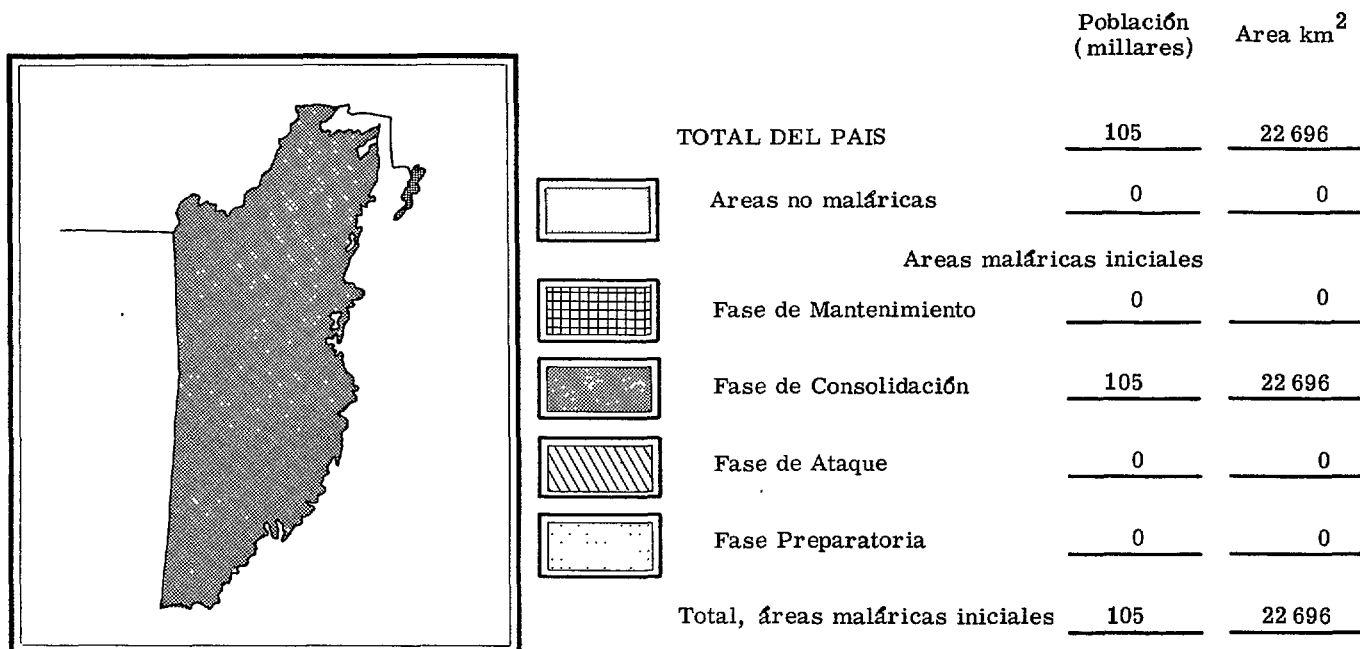 Población Area km²
(millares)
TOTAL DEL PAIS 105 22 696
Areas no maláricas 0 0
Areas maláricas iniciales
Fase de Mantenimiento 0 0
Fase de Consolidación 105 22 696
Fase de Ataque 0 0
Fase Preparatoria 0 0
Total, áreas maláricas iniciales 105 22 696